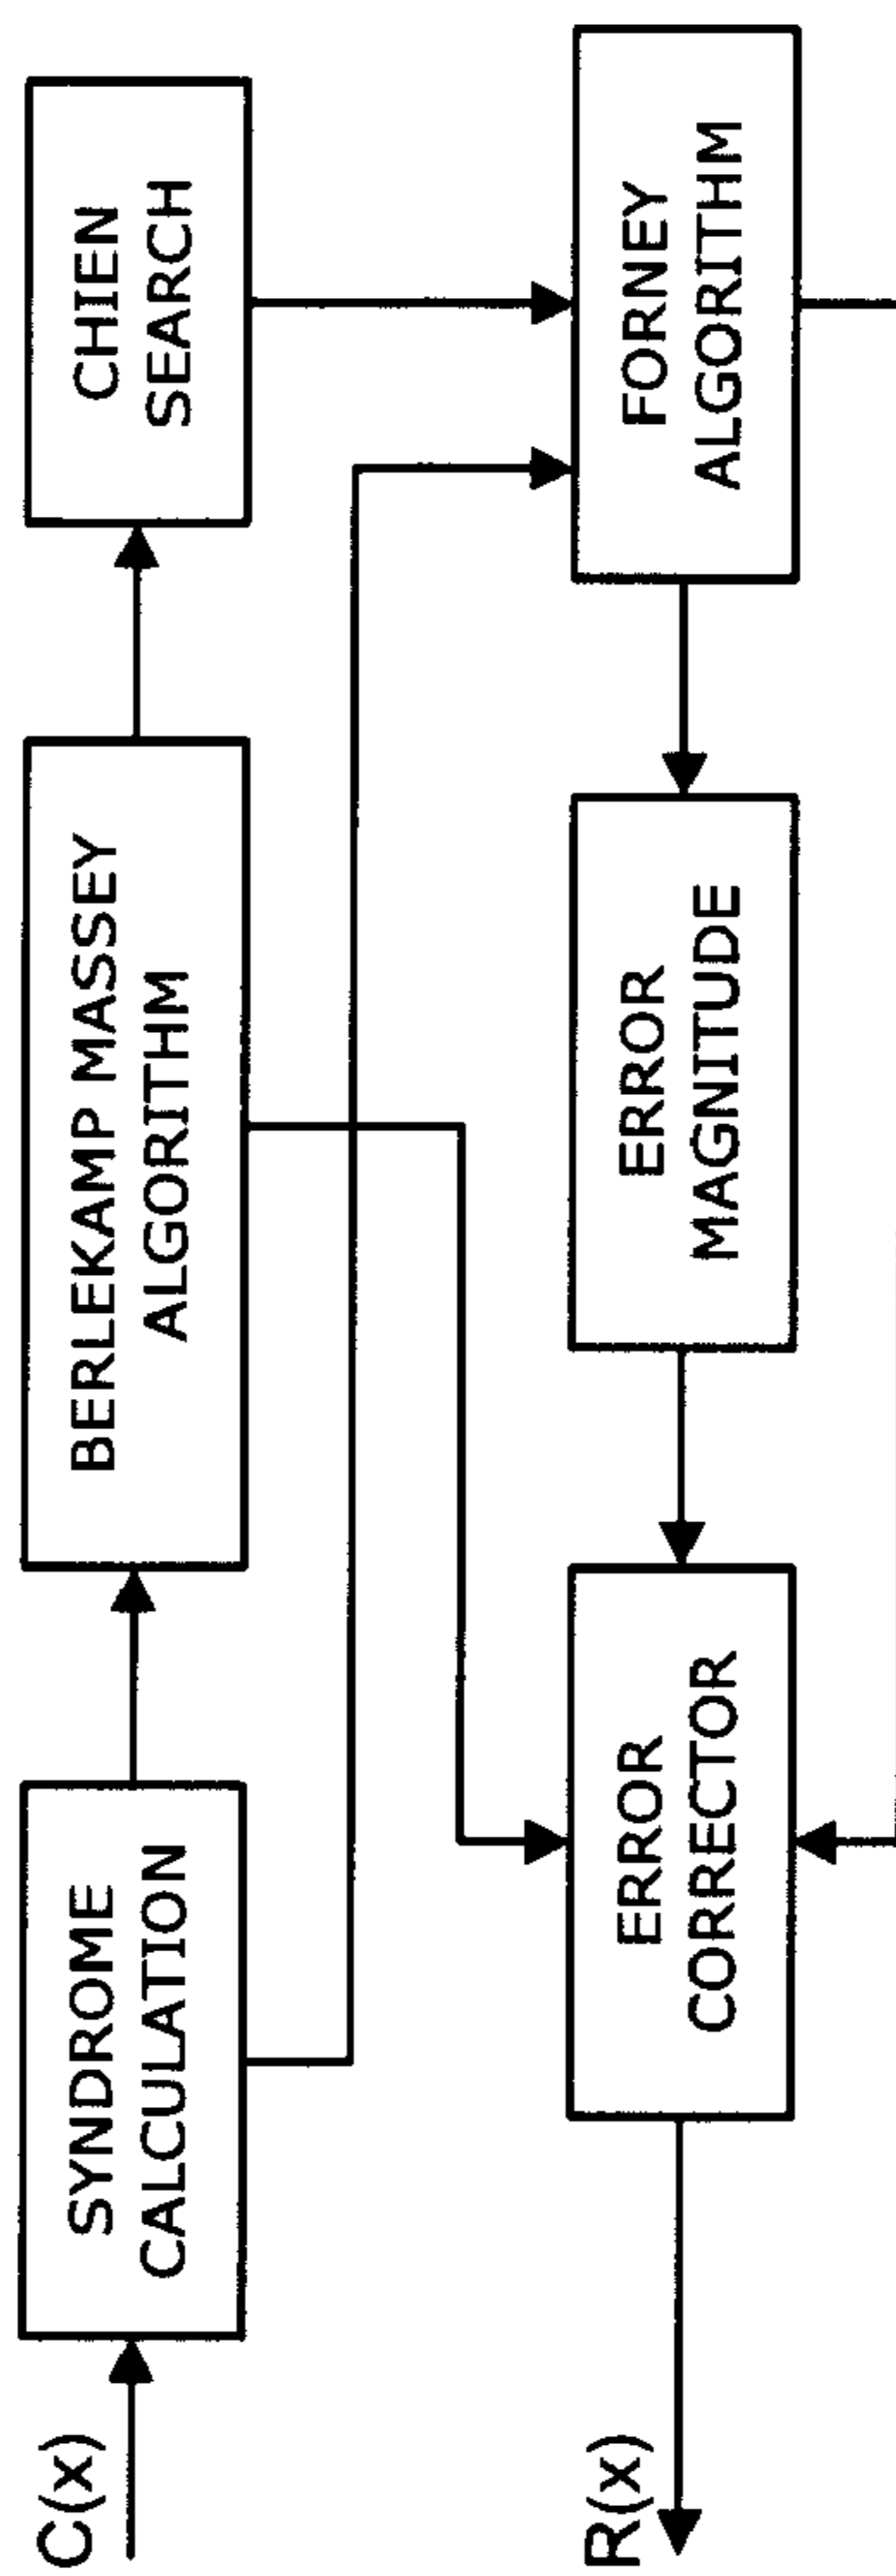 C(x)
SYNDROME
CALCULATION
BERLEKAMP MASSEY
ALGORITHM
CHIEN
SEARCH
R(x)
ERROR
CORRECTOR
ERROR
MAGNITUDE
FORNEY
ALGORITHM